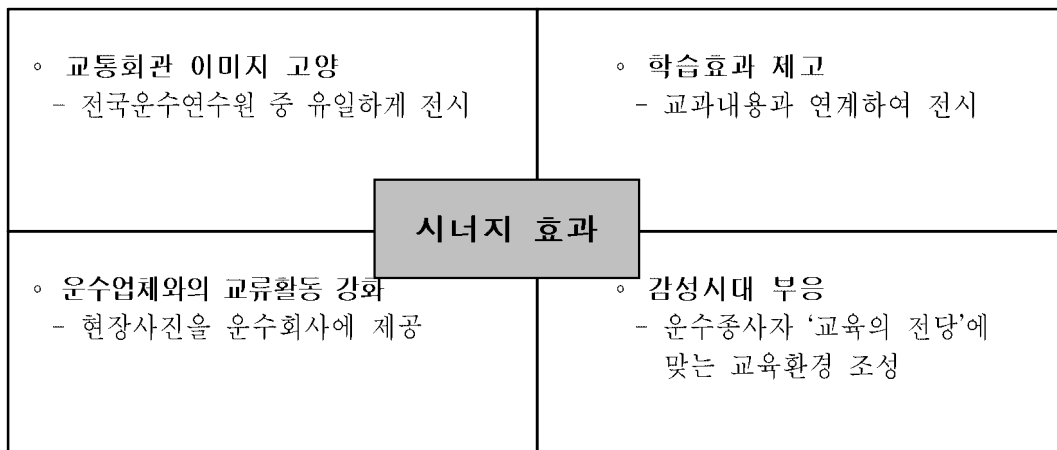 ◦ 교통회관 이미지 고양
- 전국운수연수원 중 유일하게 전시
◦ 학습효과 제고
- 교과내용과 연계하여 전시
시너지 효과
◦ 운수업체와의 교류활동 강화
- 현장사진을 운수회사에 제공
◦ 감성시대 부응
- 운수종사자 ‘교육의 전당’에
맞는 교육환경 조성